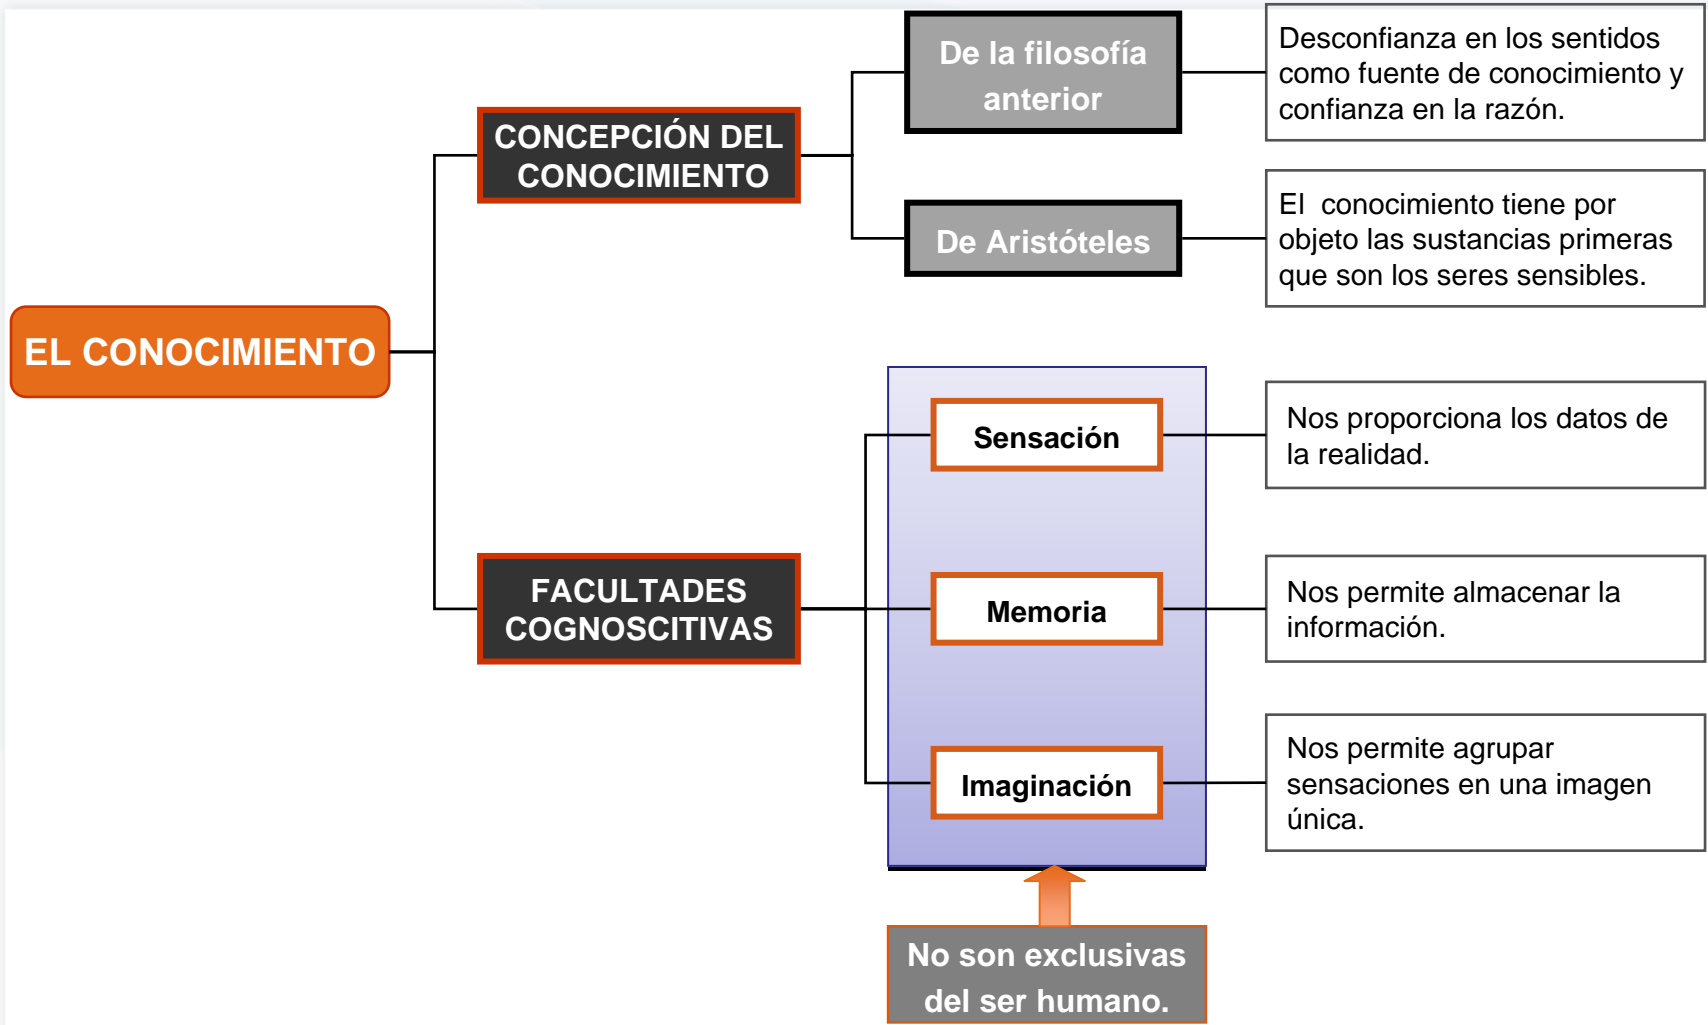 De la filosofía
anterior
Desconfianza en los sentidos
como fuente de conocimiento y
confianza en la razón.
CONCEPCIÓN DEL
CONOCIMIENTO
De Aristóteles
El conocimiento tiene por
objeto las sustancias primeras
que son los seres sensibles.
EL CONOCIMIENTO
Sensación
Nos proporciona los datos de
la realidad.
FACULTADES
COGNOSCITIVAS
Memoria
Nos permite almacenar la
información.
Imaginación
Nos permite agrupar
sensaciones en una imagen
única.
No son exclusivas
del ser humano.